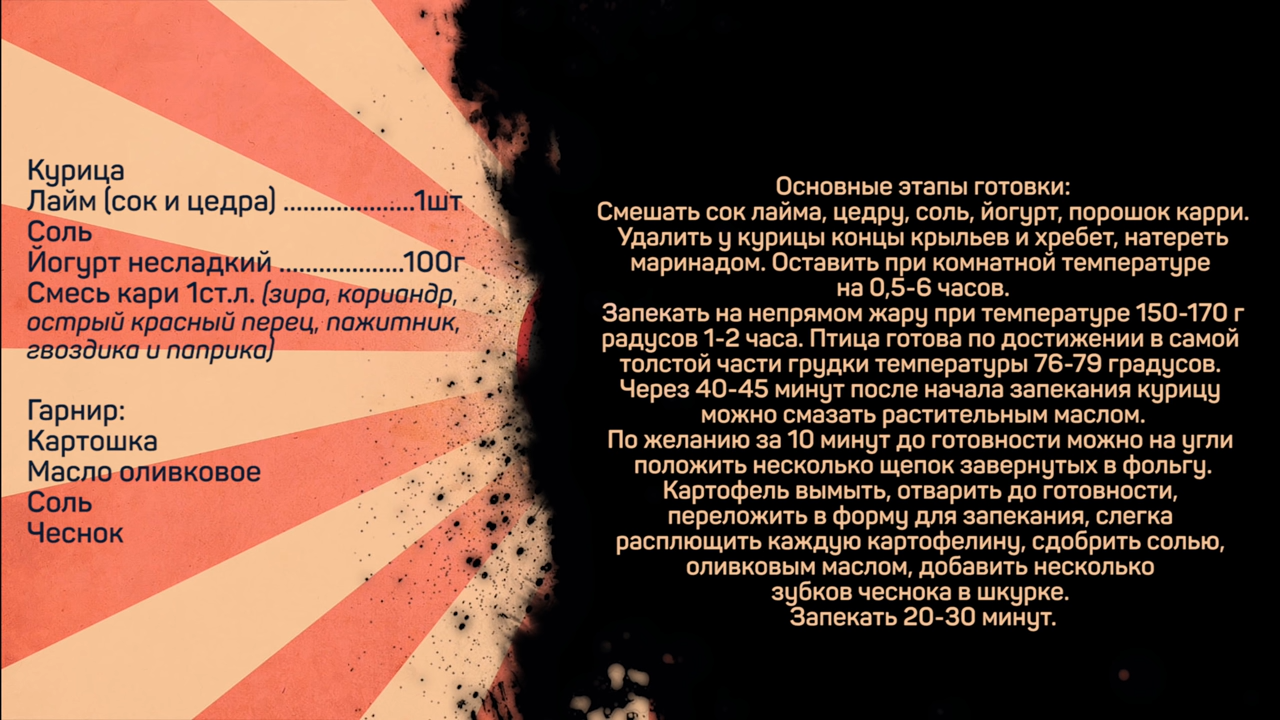 Курица
Лайм (сок и цедра) ....................1шт
Соль
Йогурт несладкий ...................100г
Смесь кари 1ст.л. (зира, кориандр,
острый красный перец, пажитник,
гвоздика и паприка)
Гарнир:
Картошка
Масло оливковое
Соль
Чеснок
Основные этапы готовки:
Смешать сок лайма, цедру, соль, йогурт, порошок карри.
Удалить у курицы концы крыльев и хребет, натереть
маринадом. Оставить при комнатной температуре
на 0,5-6 часов.
Запекать на непрямом жару при температуре 150-170 г
радусов 1-2 часа. Птица готова по достижении в самой
толстой части грудки температуры 76-79 градусов.
Через 40-45 минут после начала запекания курицу
можно смазать растительным маслом.
По желанию за 10 минут до готовности можно на угли
положить несколько щепок завернутых в фольгу.
Картофель вымыть, отварить до готовности,
переложить в форму для запекания, слегка
расплющить каждую картофелину, сдобрить солью,
оливковым маслом, добавить несколько
зубков чеснока в шкурке.
Запекать 20-30 минут.